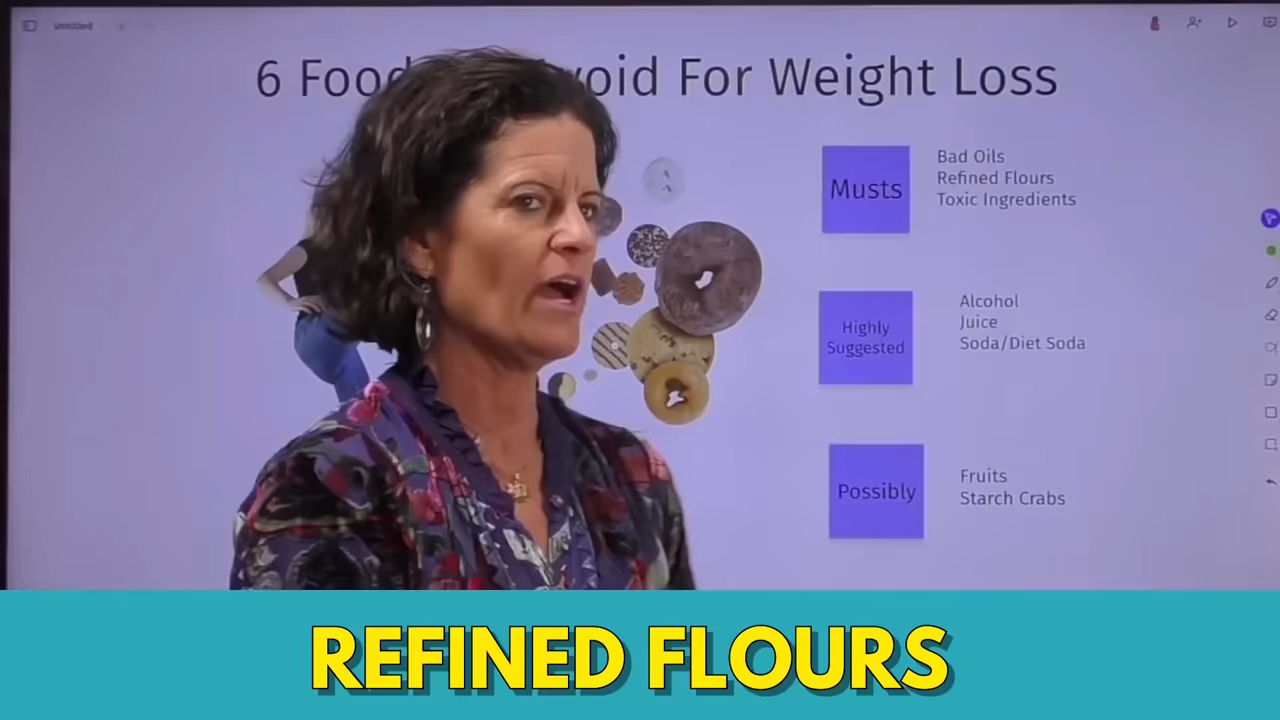 Untitled
6 Food void For Weight Loss
Musts
Bad Oils
Refined Flours
Toxic Ingredients
Highly
Suggested
Alcohol
Juice
Soda/Diet Soda
Possibly
Fruits
Starch Crabs
REFINED FLOURS